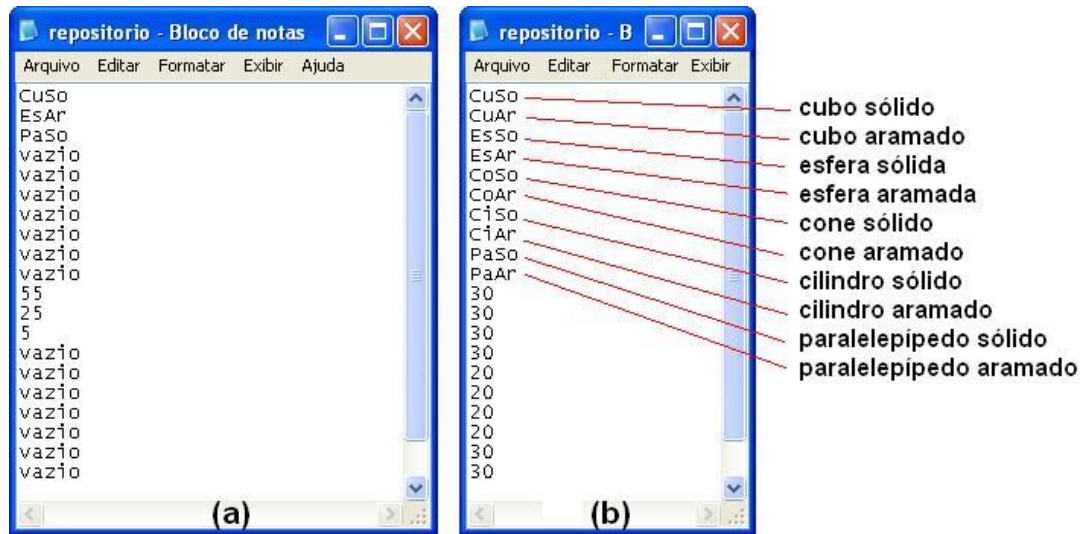 repositorio - Bloco de notas
Arquivo Editar Formatar Exibir Ajuda
CuSo
EsAr
PaSo
vazio
vazio
vazio
vazio
vazio
vazio
vazio
55
25
5
vazio
vazio
vazio
vazio
vazio
vazio
vazio
(a)
repositorio - B
Arquivo Editar Formatar Exibir
CuSo
CuAr
EsSo
EsAr
CoSo
CoAr
CiSo
CiAr
PaSo
PaAr
30
30
30
30
20
20
20
20
30
30
(b)
cubo sólido
cubo aramado
esfera sólida
esfera aramada
cone sólido
cone aramado
cilindro sólido
cilindro aramado
paralelepípedo sólido
paralelepípedo aramado